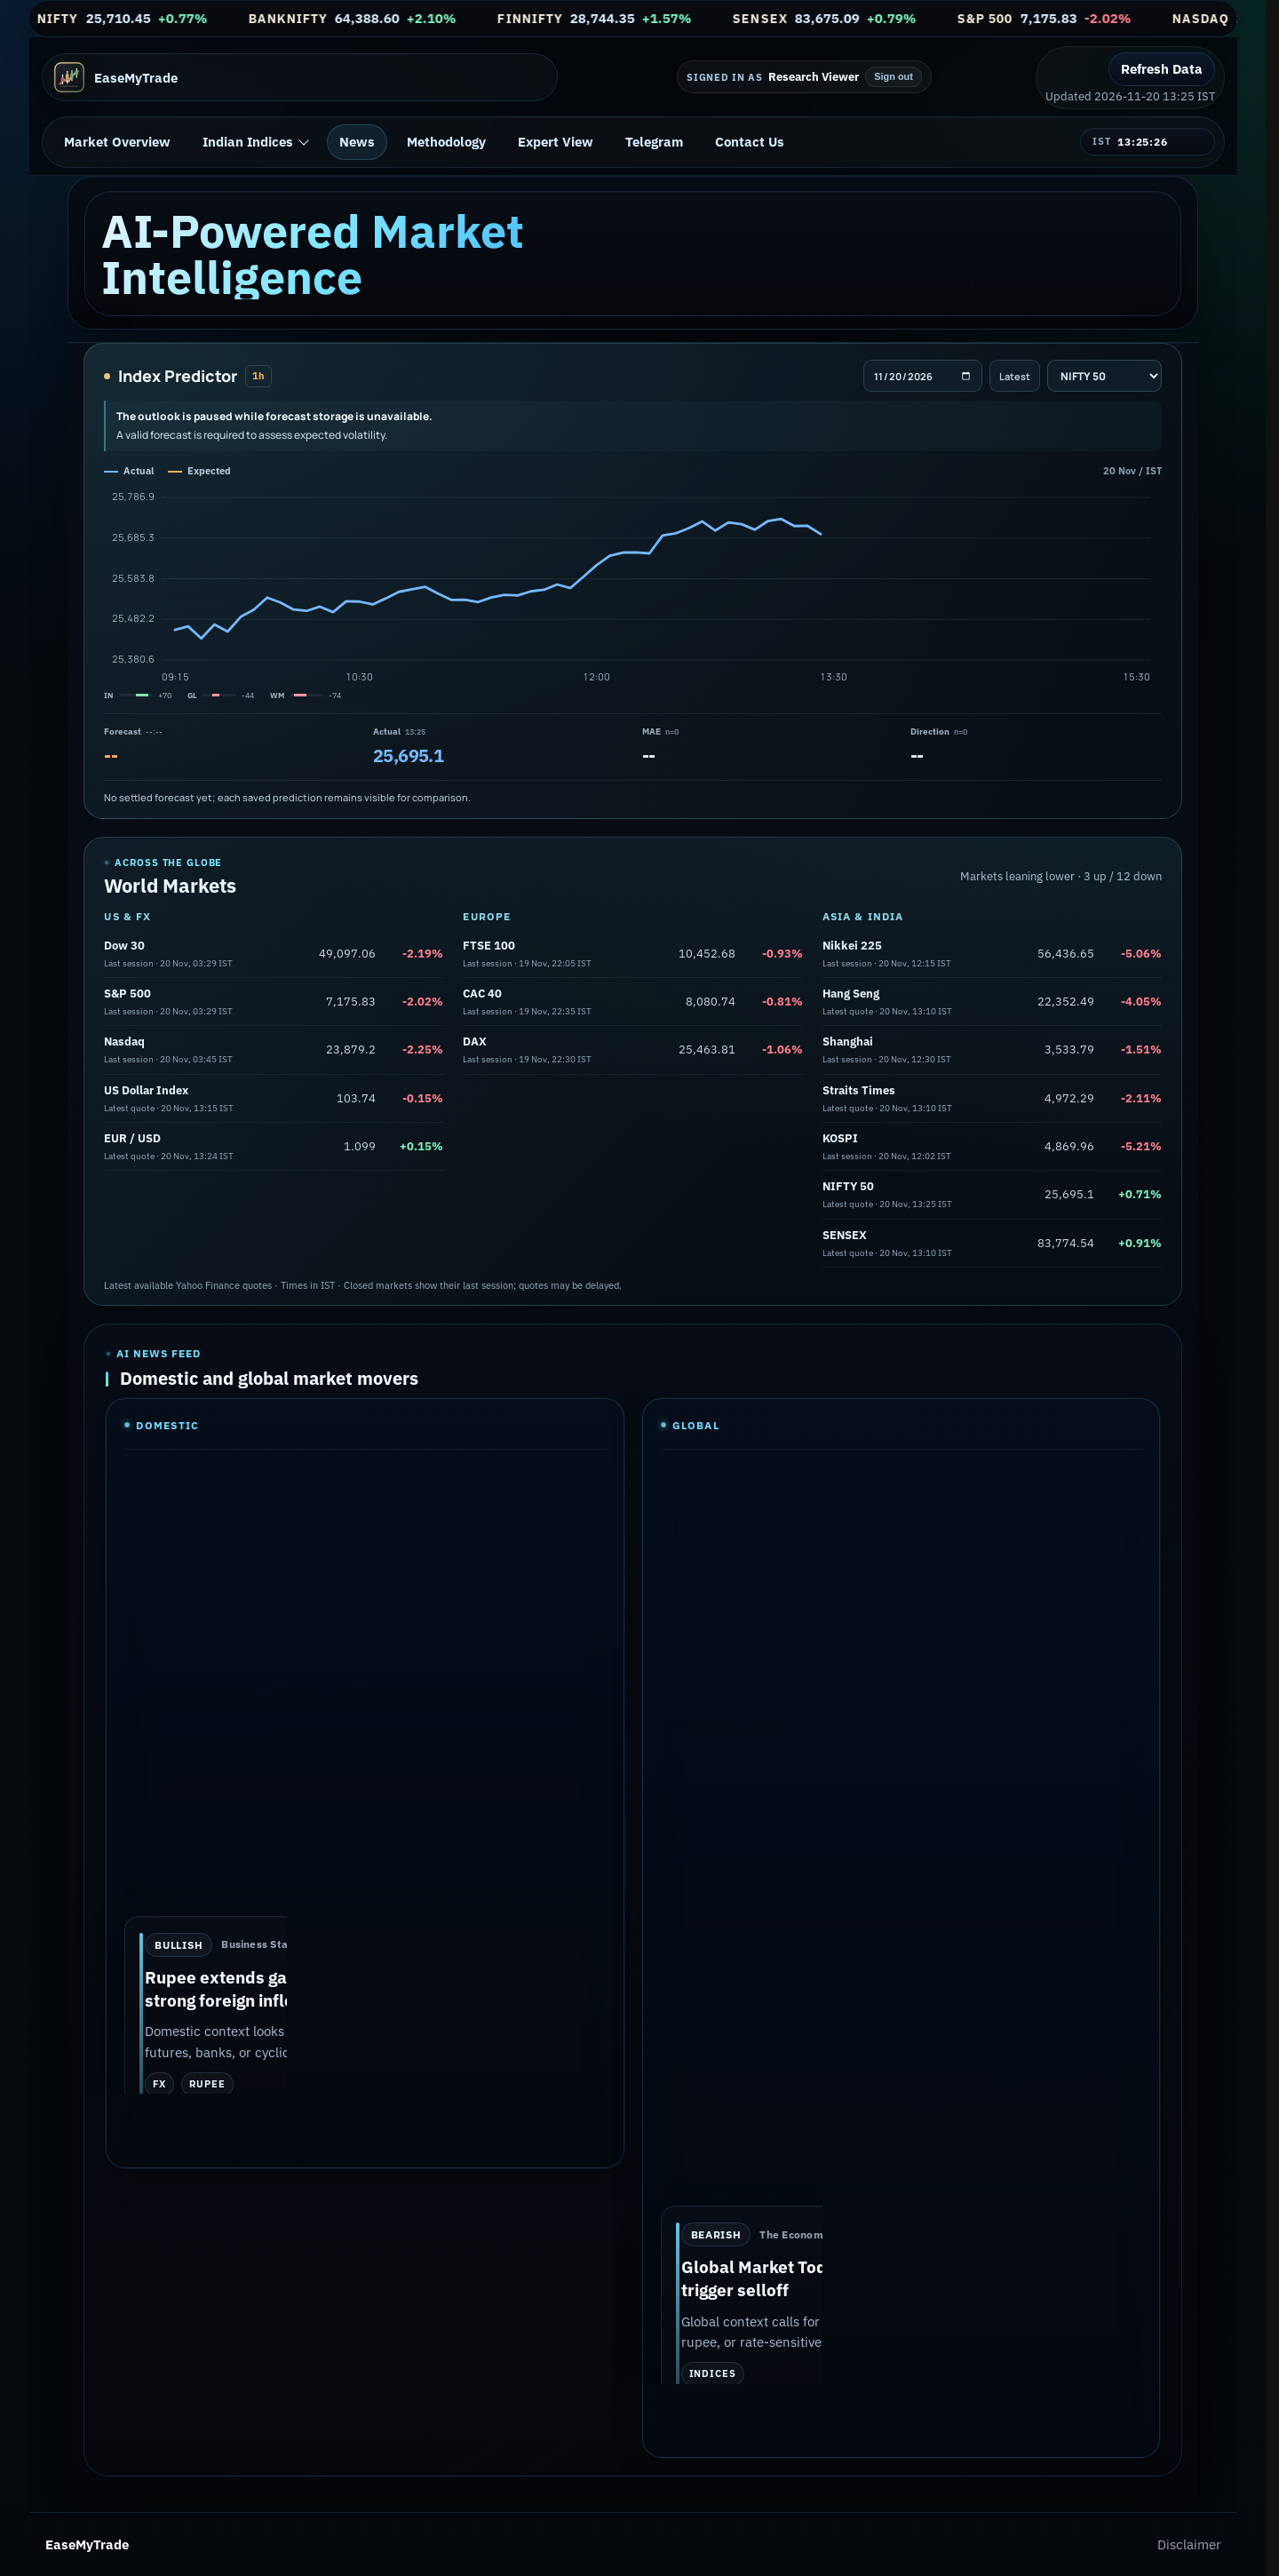 NIFTY 25,710.45 +0.77% BANKNIFTY 64,388.60 +2.10% FINNIFTY 28,744.35 +1.57% SENSEX 83,675.09 +0.79% S&P 500 7,175.83 -2.02% NASDAQ
EaseMyTrade
SIGNED IN AS Research Viewer Sign out
Refresh Data
Updated 2026-11-20 13:25 IST
Market Overview Indian Indices News Methodology Expert View Telegram Contact Us IST 13:25:26
AI-Powered Market
Intelligence
Index Predictor 1h 11/20/2026 Latest NIFTY 50
The outlook is paused while forecast storage is unavailable.
A valid forecast is required to assess expected volatility.
Actual Expected 20 Nov / IST
25,786.9
25,685.3
25,583.8
25,482.2
25,380.6
09:15 10:30 12:00 13:30 15:30
IN +70 GL -44 WM -74
Forecast --:-- Actual 13:25 MAE n=0 Direction n=0
-- 25,695.1 -- --
No settled forecast yet; each saved prediction remains visible for comparison.
ACROSS THE GLOBE
World Markets
Markets leaning lower · 3 up / 12 down
US & FX
Dow 30 49,097.06 -2.19%
Last session · 20 Nov, 03:29 IST
S&P 500 7,175.83 -2.02%
Last session · 20 Nov, 03:29 IST
Nasdaq 23,879.2 -2.25%
Last session · 20 Nov, 03:45 IST
US Dollar Index 103.74 -0.15%
Latest quote · 20 Nov, 13:15 IST
EUR / USD 1.099 +0.15%
Latest quote · 20 Nov, 13:24 IST
EUROPE
FTSE 100 10,452.68 -0.93%
Last session · 19 Nov, 22:05 IST
CAC 40 8,080.74 -0.81%
Last session · 19 Nov, 22:35 IST
DAX 25,463.81 -1.06%
Last session · 19 Nov, 22:30 IST
ASIA & INDIA
Nikkei 225 56,436.65 -5.06%
Last session · 20 Nov, 12:15 IST
Hang Seng 22,352.49 -4.05%
Latest quote · 20 Nov, 13:10 IST
Shanghai 3,533.79 -1.51%
Last session · 20 Nov, 12:30 IST
Straits Times 4,972.29 -2.11%
Latest quote · 20 Nov, 13:10 IST
KOSPI 4,869.96 -5.21%
Last session · 20 Nov, 12:02 IST
NIFTY 50 25,695.1 +0.71%
Latest quote · 20 Nov, 13:25 IST
SENSEX 83,774.54 +0.91%
Latest quote · 20 Nov, 13:10 IST
Latest available Yahoo Finance quotes · Times in IST · Closed markets show their last session; quotes may be delayed.
AI NEWS FEED
Domestic and global market movers
DOMESTIC
BULLISH Business Sta
Rupee extends ga
strong foreign infl
Domestic context looks
futures, banks, or cyclic
FX RUPEE
GLOBAL
BEARISH The Econom
Global Market Tod
trigger selloff
Global context calls for
rupee, or rate-sensitive
INDICES
EaseMyTrade Disclaimer